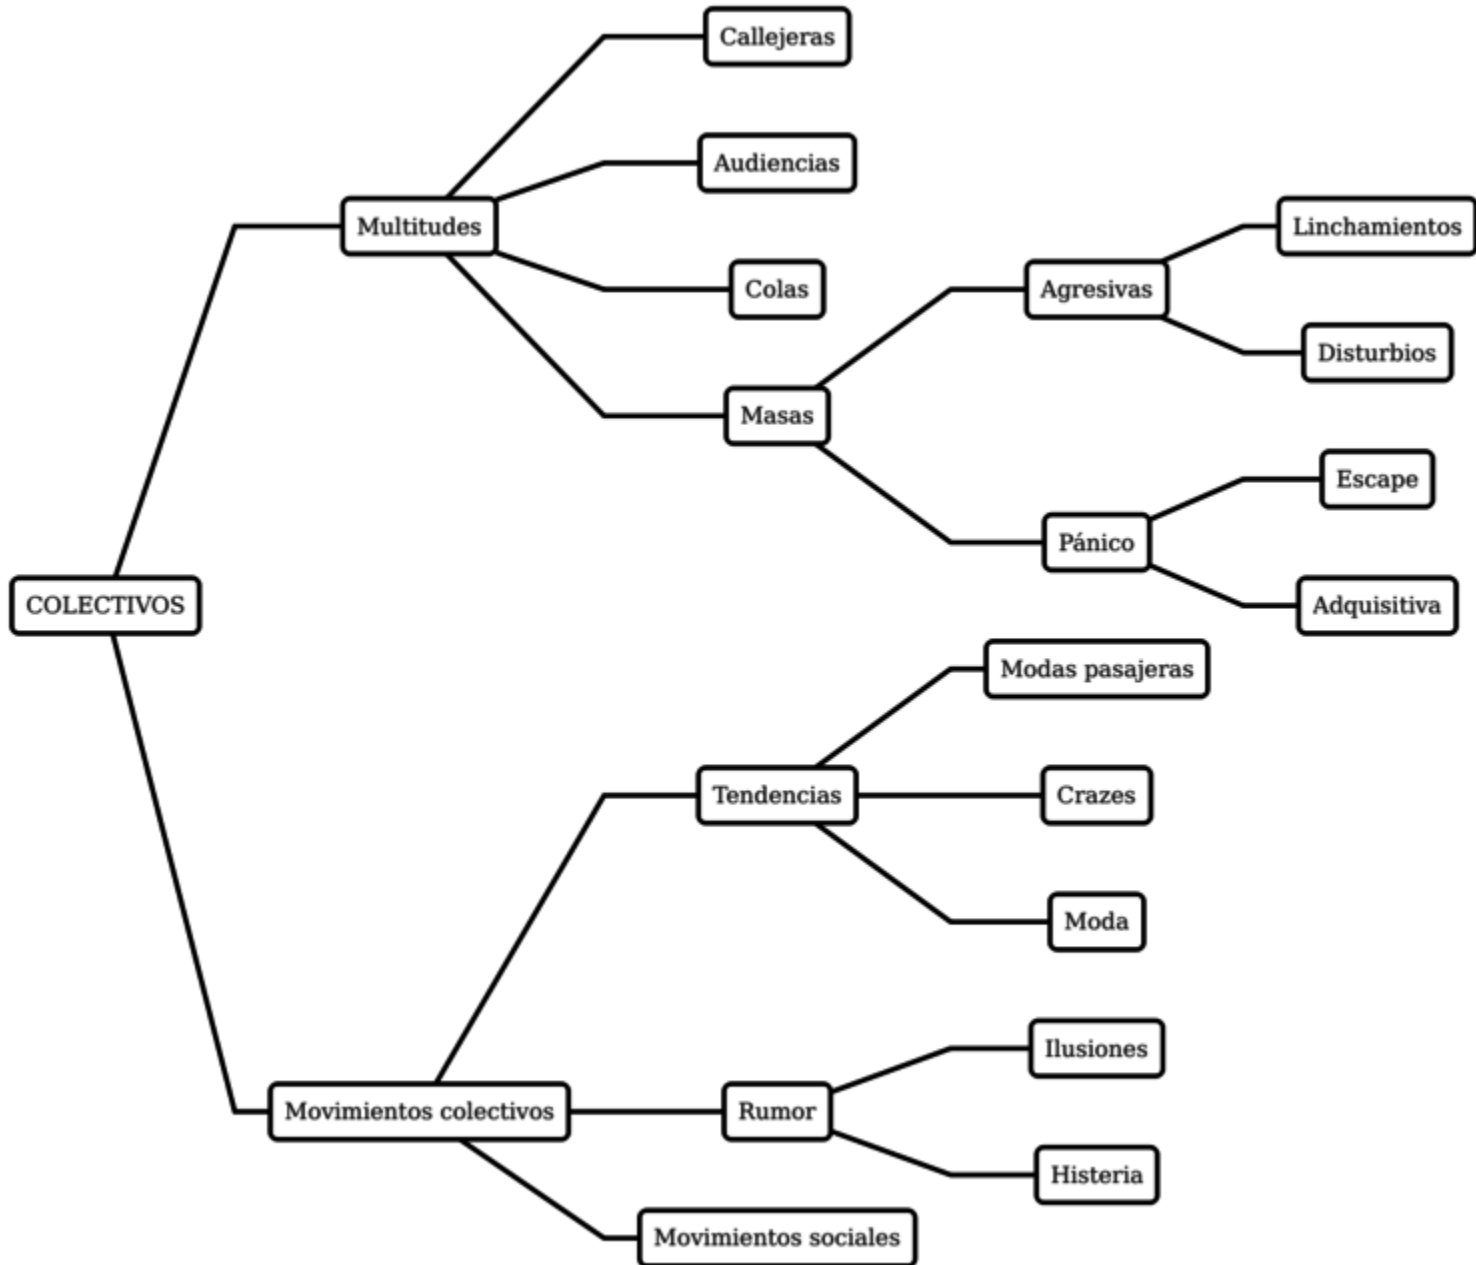 Callejeras
Audiencias
Multitudes
Linchamientos
Colas
Agresivas
Disturbios
Masas
Escape
Pánico
COLECTIVOS
Adquisitiva
Modas pasajeras
Tendencias
Crazes
Moda
Ilusiones
Movimientos colectivos
Rumor
Histeria
Movimientos sociales